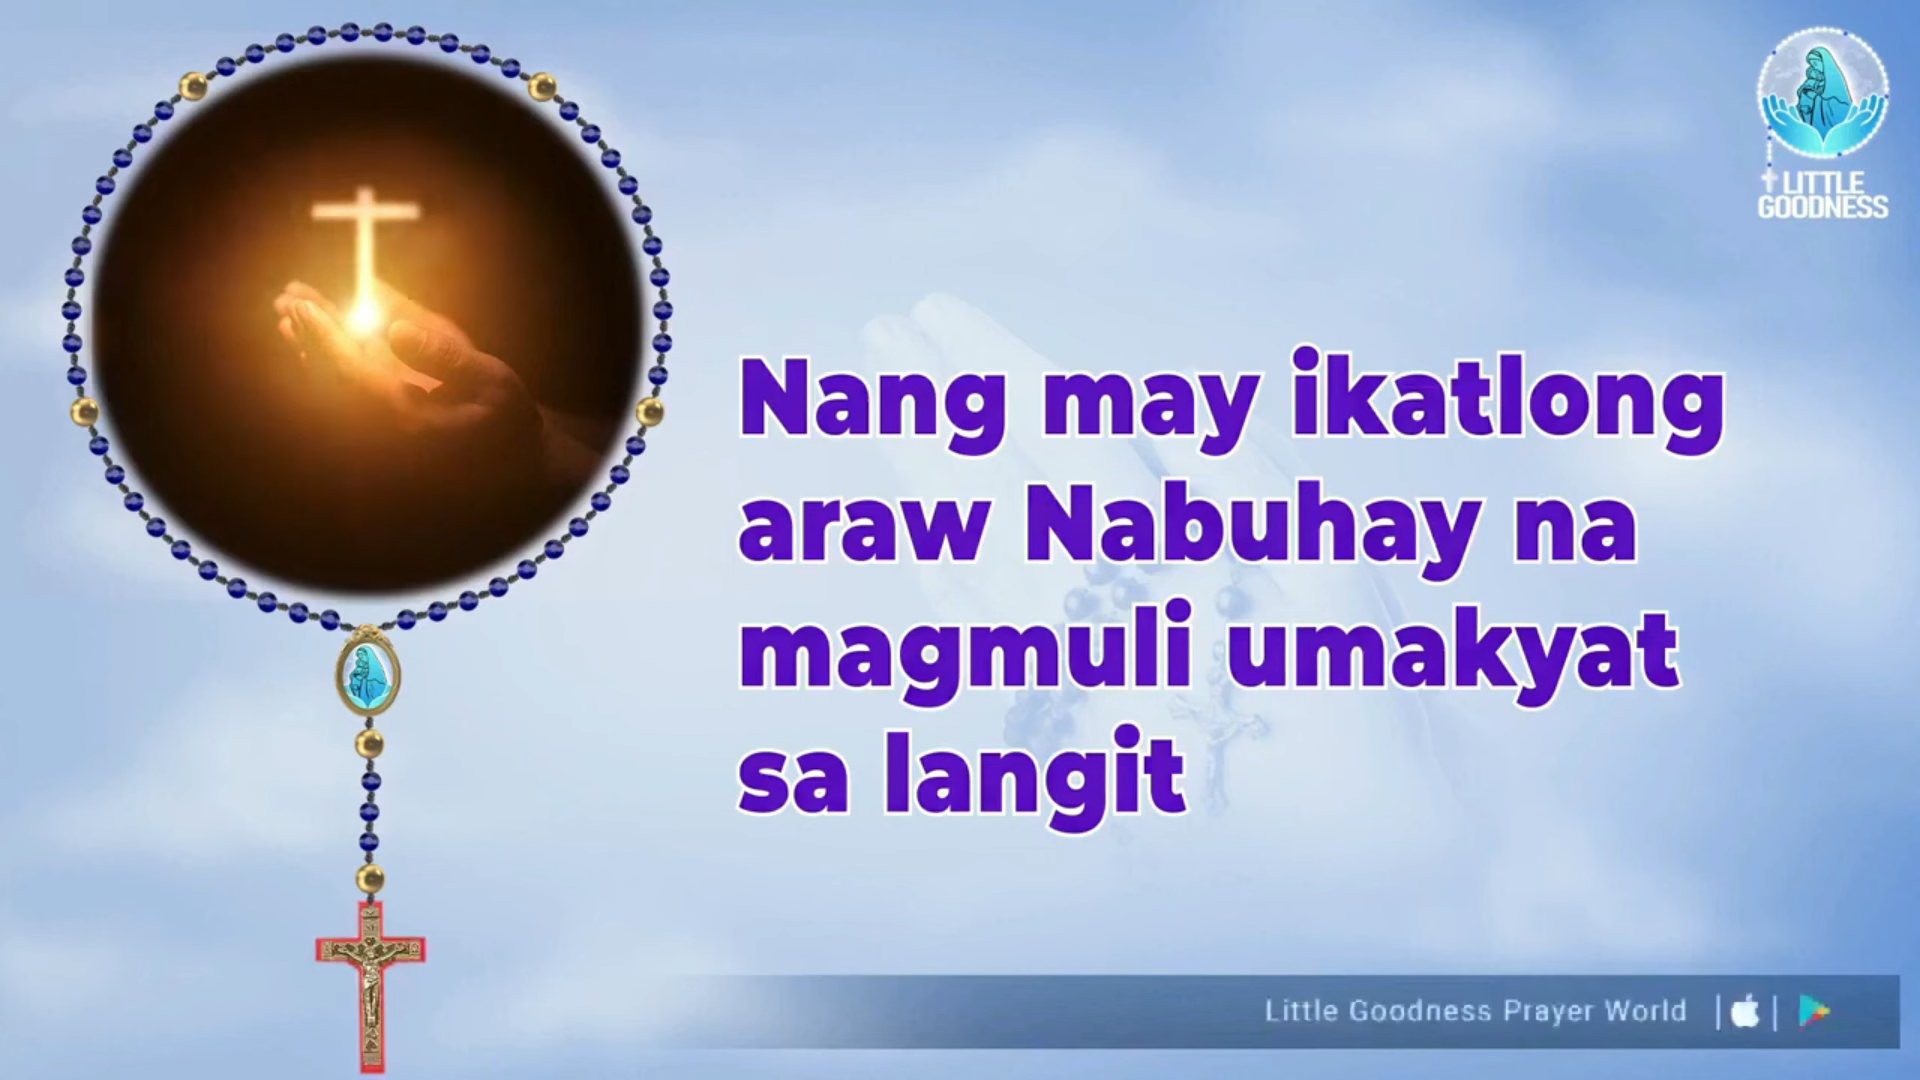 LITTLE
GOODNESS
Nang may ikatlong
araw Nabuhay na
magmuli umakyat
sa langit
Little Goodness Prayer World